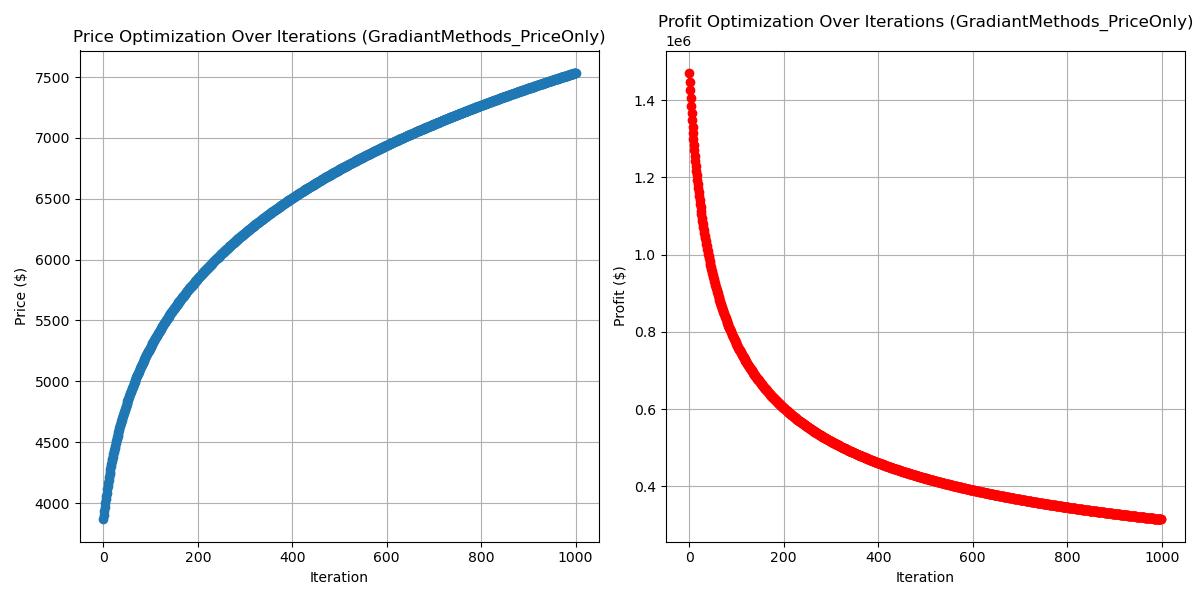 Price Optimization Over Iterations (GradiantMethods_PriceOnly)
7500
7000
6500
6000
5500
5000
4500
4000
Price ($)
0 200 400 600 800 1000
Iteration
Profit Optimization Over Iterations (GradiantMethods_PriceOnly)
1e6
1.4
1.2
1.0
0.8
0.6
0.4
Profit ($)
0 200 400 600 800 1000
Iteration